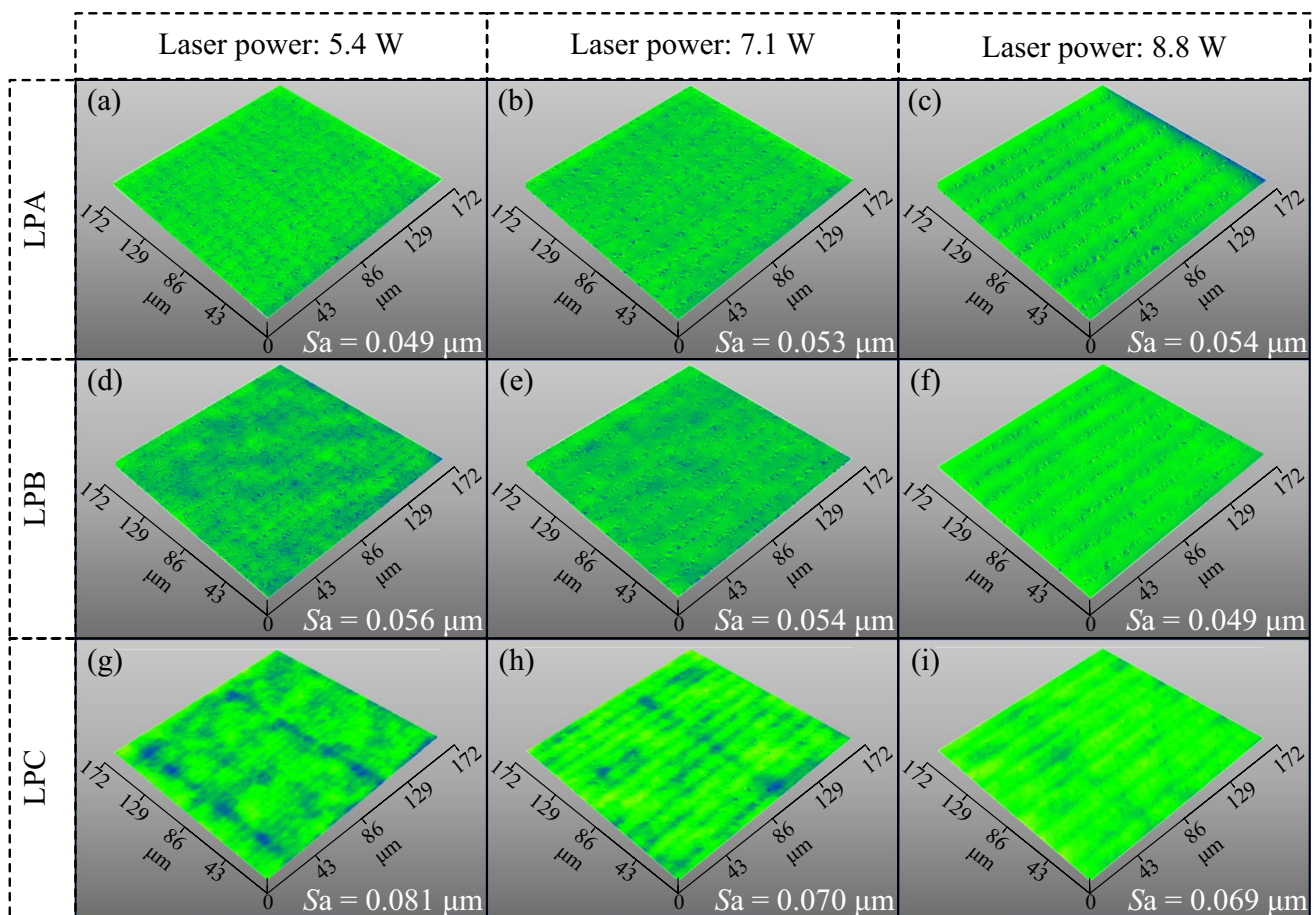 Laser power: 5.4 W
Laser power: 7.1 W
Laser power: 8.8 W
LPA
(a)
172
129
86
μm
43
0
43
86
μm
129
172
Sa = 0.049 μm
(b)
172
129
86
μm
43
0
43
86
μm
129
172
Sa = 0.053 μm
(c)
172
129
86
μm
43
0
43
86
μm
129
172
Sa = 0.054 μm
LPB
(d)
172
129
86
μm
43
0
43
86
μm
129
172
Sa = 0.056 μm
(e)
172
129
86
μm
43
0
43
86
μm
129
172
Sa = 0.054 μm
(f)
172
129
86
μm
43
0
43
86
μm
129
172
Sa = 0.049 μm
LPC
(g)
172
129
86
μm
43
0
43
86
μm
129
172
Sa = 0.081 μm
(h)
172
129
86
μm
43
0
43
86
μm
129
172
Sa = 0.070 μm
(i)
172
129
86
μm
43
0
43
86
μm
129
172
Sa = 0.069 μm